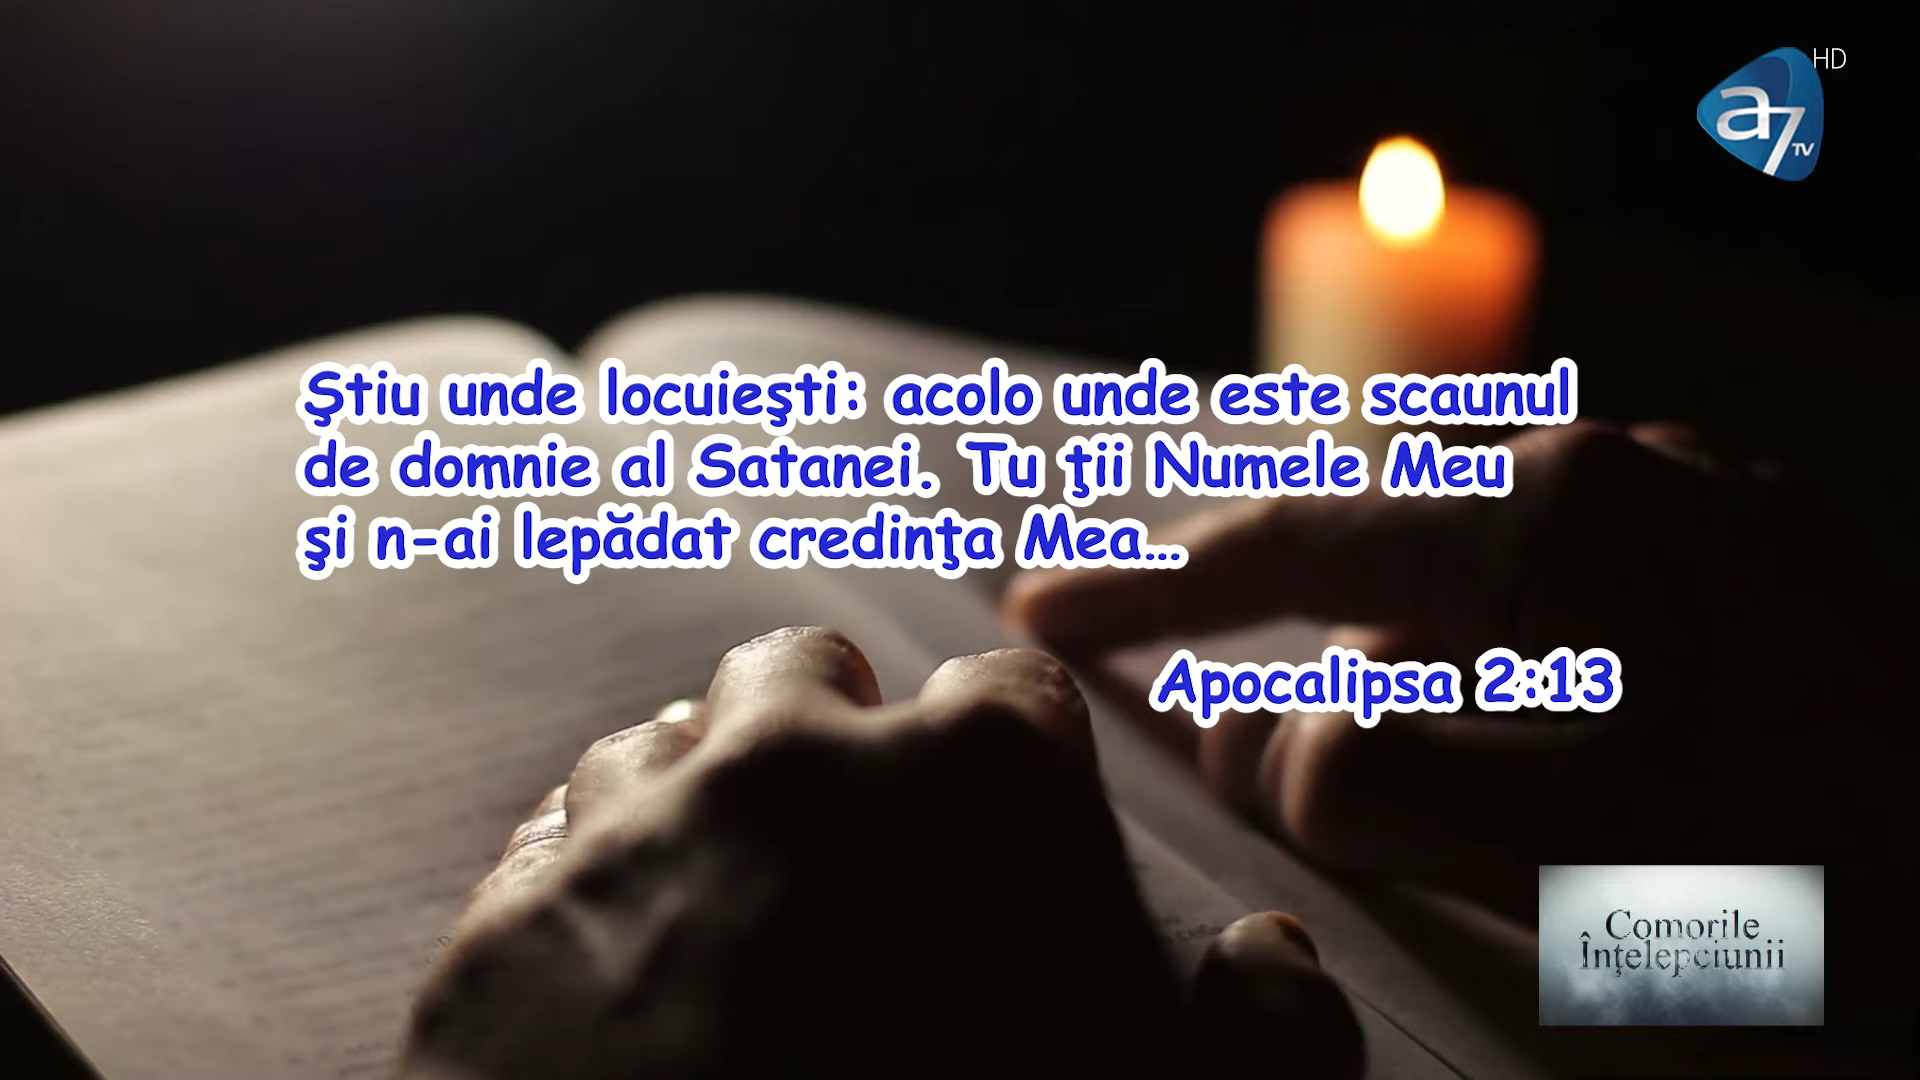 HD
a7 TV
Ştiu unde locuieşti: acolo unde este scaunul
de domnie al Satanei. Tu ţii Numele Meu
şi n-ai lepădat credinţa Mea...
Apocalipsa 2:13
Comorile
Înţelepciunii